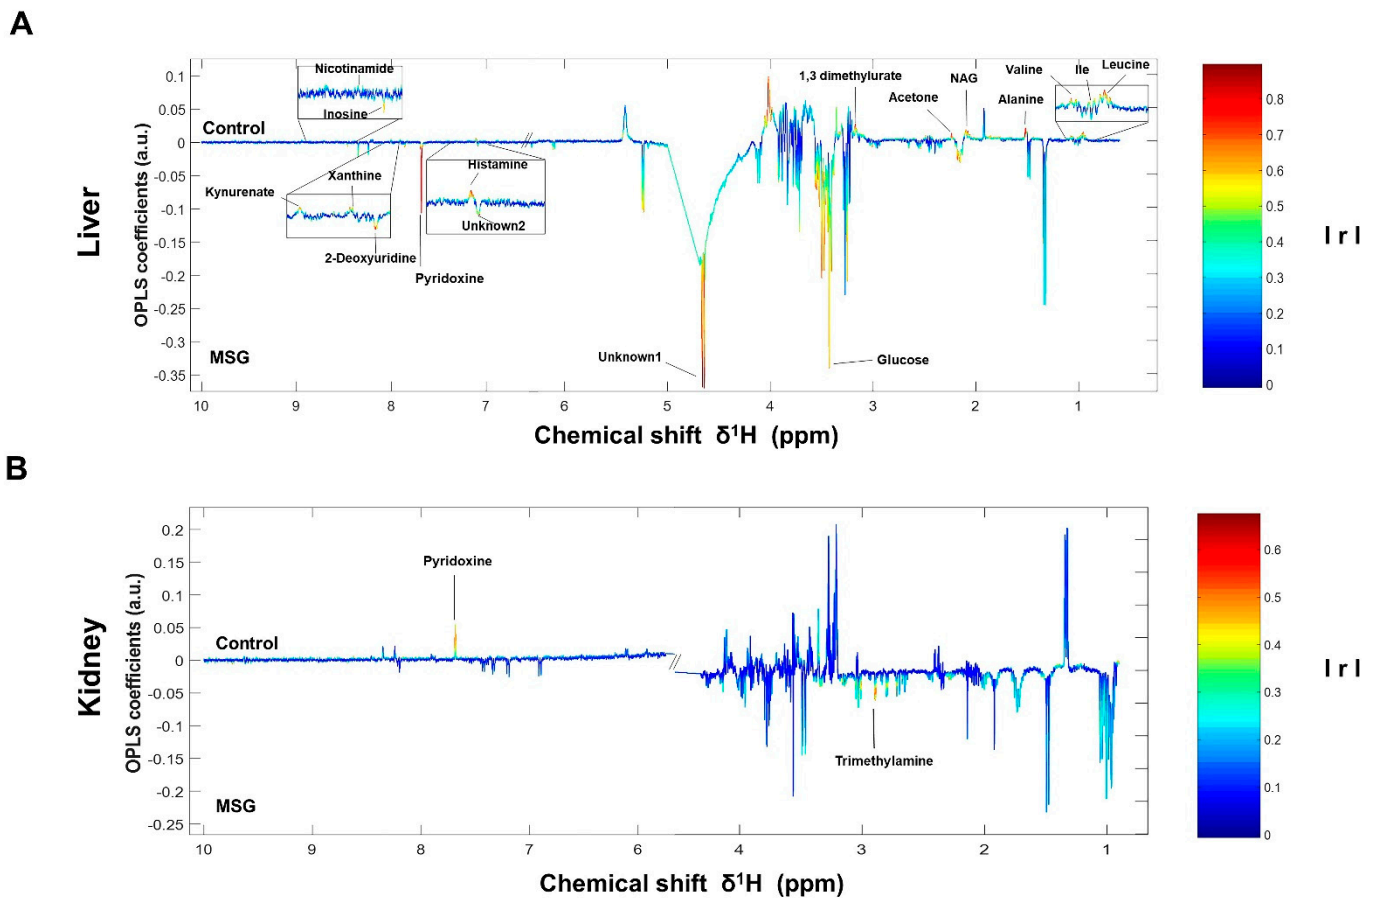 A
Liver
OPLS coefficients (a.u.)
0.1
0.05
0
-0.05
-0.1
-0.15
-0.2
-0.25
-0.3
-0.35
Control
MSG
Nicotinamide
Inosine
Kynurenate
Xanthine
2-Deoxyuridine
Pyridoxine
Histamine
Unknown2
Unknown1
Glucose
1,3 dimethylurate
Acetone
NAG
Alanine
Valine
Ile
Leucine
10 9 8 7 // 6 5 4 3 2 1
Chemical shift δ¹H (ppm)
0.8
0.7
0.6
0.5
0.4
0.3
0.2
0.1
0
I r I
B
Kidney
OPLS coefficients (a.u.)
0.2
0.15
0.1
0.05
0
-0.05
-0.1
-0.15
-0.2
-0.25
Control
MSG
Pyridoxine
//
Trimethylamine
10 9 8 7 6 4 3 2 1
Chemical shift δ¹H (ppm)
0.6
0.5
0.4
0.3
0.2
0.1
0
I r I